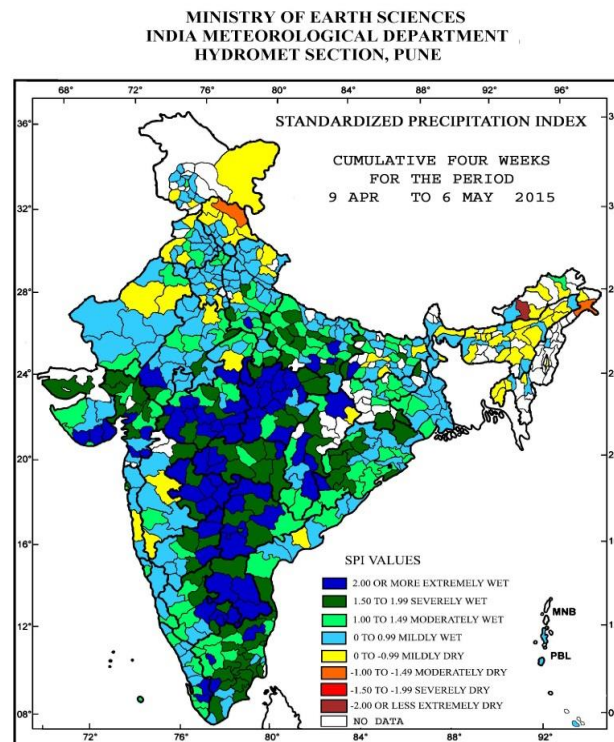 MINISTRY OF EARTH SCIENCES
INDIA METEOROLOGICAL DEPARTMENT
HYDROMET SECTION, PUNE
68° 72° 76° 80° 84° 88° 92° 96°
36°
STANDARDIZED PRECIPITATION INDEX
CUMULATIVE FOUR WEEKS
FOR THE PERIOD
9 APR TO 6 MAY 2015
32°
28°
24°
20°
16°
12°
08°
SPI VALUES
2.00 OR MORE EXTREMELY WET
1.50 TO 1.99 SEVERELY WET
1.00 TO 1.49 MODERATELY WET
0 TO 0.99 MILDLY WET
0 TO -0.99 MILDLY DRY
-1.00 TO -1.49 MODERATELY DRY
-1.50 TO -1.99 SEVERELY DRY
-2.00 OR LESS EXTREMELY DRY
NO DATA
MNB
PBL
72° 76° 80° 84° 88° 92°